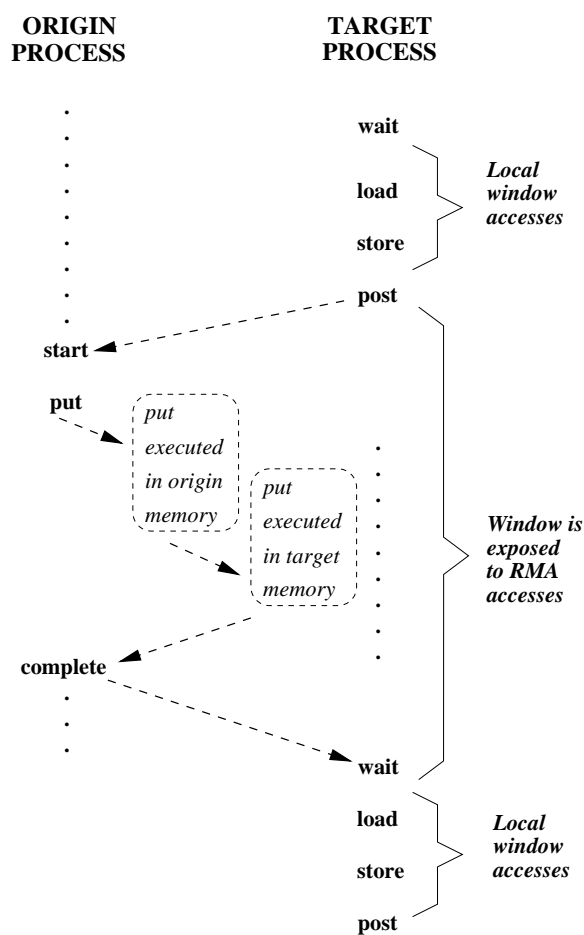 ORIGIN
PROCESS
TARGET
PROCESS
wait
load
store
Local
window
accesses
post
start
put
put
executed
in origin
memory
put
executed
in target
memory
Window is
exposed
to RMA
accesses
complete
wait
load
store
post
Local
window
accesses